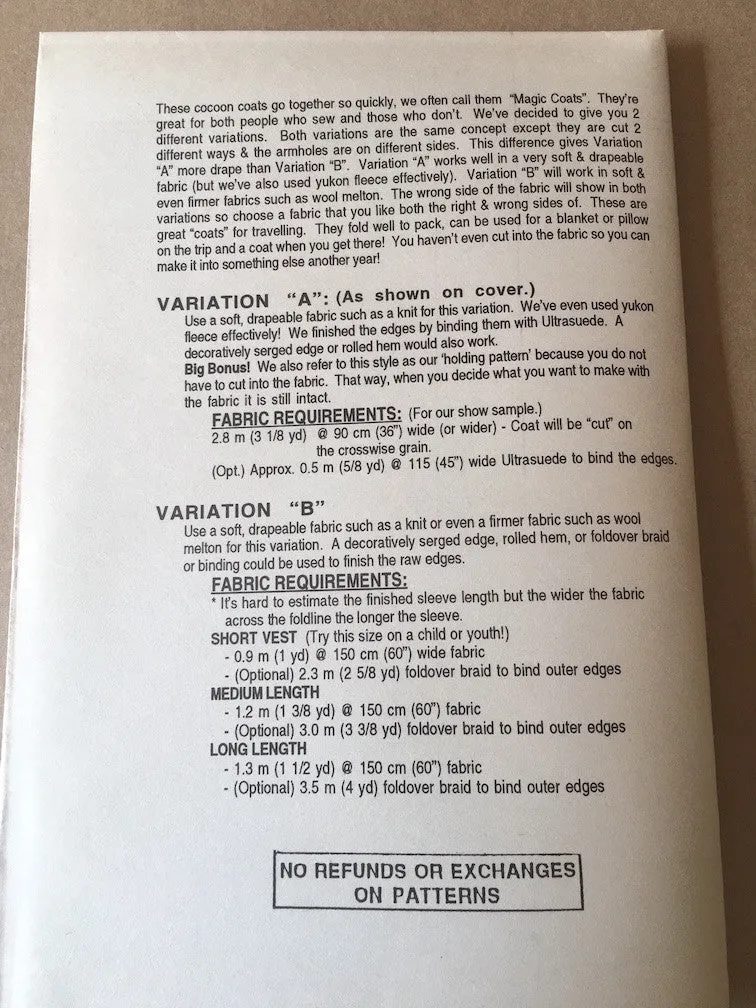 These cocoon coats go together so quickly, we often call them “Magic Coats”. They're
great for both people who sew and those who don't. We've decided to give you 2
different variations. Both variations are the same concept except they are cut 2
different ways & the armholes are on different sides. This difference gives Variation
“A” more drape than Variation “B”. Variation “A” works well in a very soft & drapeable
fabric (but we've also used yukon fleece effectively). Variation “B” will work in soft &
even firmer fabrics such as wool melton. The wrong side of the fabric will show in both
variations so choose a fabric that you like both the right & wrong sides of. These are
great “coats” for travelling. They fold well to pack, can be used for a blanket or pillow
on the trip and a coat when you get there! You haven't even cut into the fabric so you can
make it into something else another year!
VARIATION “A”: (As shown on cover.)
Use a soft, drapeable fabric such as a knit for this variation. We've even used yukon
fleece effectively! We finished the edges by binding them with Ultrasuede. A
decoratively serged edge or rolled hem would also work.
Big Bonus! We also refer to this style as our ‘holding pattern’ because you do not
have to cut into the fabric. That way, when you decide what you want to make with
the fabric it is still intact.
FABRIC REQUIREMENTS: (For our show sample.)
2.8 m (3 1/8 yd) @ 90 cm (36”) wide (or wider) - Coat will be “cut” on
the crosswise grain.
(Opt.) Approx. 0.5 m (5/8 yd) @ 115 (45”) wide Ultrasuede to bind the edges.
VARIATION “B”
Use a soft, drapeable fabric such as a knit or even a firmer fabric such as wool
melton for this variation. A decoratively serged edge, rolled hem, or foldover braid
or binding could be used to finish the raw edges.
FABRIC REQUIREMENTS:
* It's hard to estimate the finished sleeve length but the wider the fabric
across the foldline the longer the sleeve.
SHORT VEST (Try this size on a child or youth!)
- 0.9 m (1 yd) @ 150 cm (60”) wide fabric
- (Optional) 2.3 m (2 5/8 yd) foldover braid to bind outer edges
MEDIUM LENGTH
- 1.2 m (1 3/8 yd) @ 150 cm (60”) fabric
- (Optional) 3.0 m (3 3/8 yd) foldover braid to bind outer edges
LONG LENGTH
- 1.3 m (1 1/2 yd) @ 150 cm (60”) fabric
- (Optional) 3.5 m (4 yd) foldover braid to bind outer edges
NO REFUNDS OR EXCHANGES
ON PATTERNS